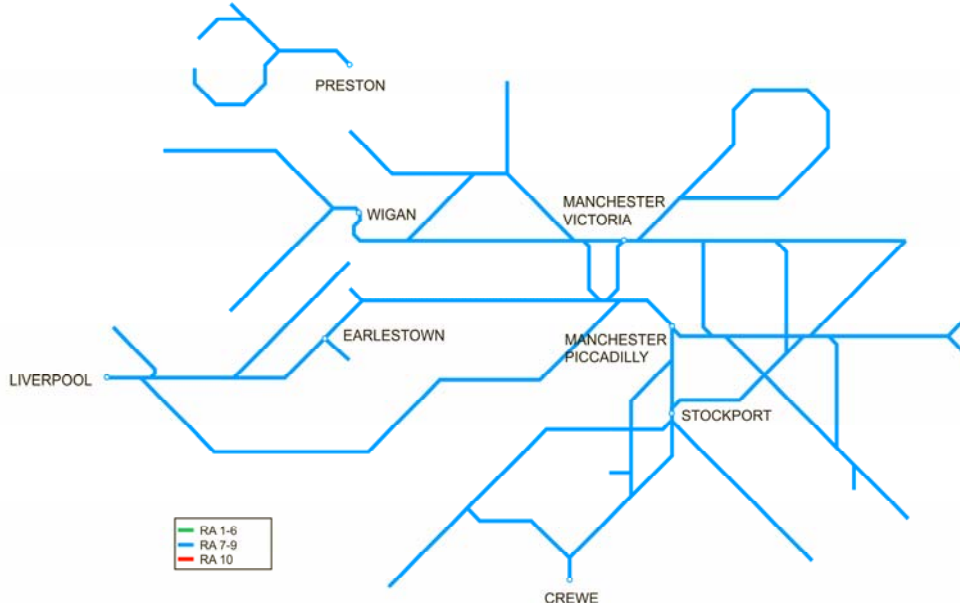 PRESTON
WIGAN
MANCHESTER
VICTORIA
EARLESTOWN
MANCHESTER
PICCADILLY
LIVERPOOL
STOCKPORT
RA 1-6
RA 7-9
RA 10
CREWE